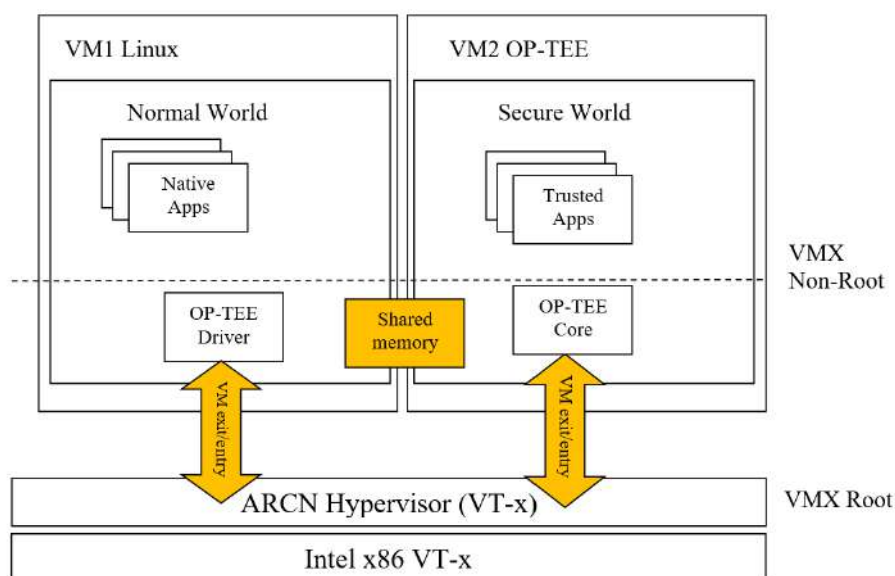 VM1 Linux
VM2 OP-TEE
Normal World
Secure World
Native
Apps
Trusted Apps
VMX
Non-Root
OP-TEE
Driver
Shared
memory
OP-TEE
Core
VM exit/entry
VM exit/entry
ARCN Hypervisor (VT-x)
VMX Root
Intel x86 VT-x